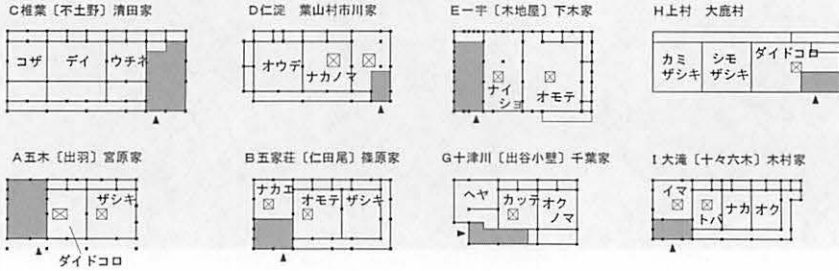 C椎葉〔不土野〕清田家
コザ デイ ウチネ
D仁淀 葉山村市川家
オウデ ナカノマ
E一宇〔木地屋〕下木家
ナイショ オモテ
H上村 大鹿村
カミザシキ シモザシキ ダイドコロ
A五木〔出羽〕宮原家
ザシキ
ダイドコロ
B五家荘〔仁田尾〕篠原家
ナカエ オモテ ザシキ
G十津川〔出谷小壁〕千葉家
ヘヤ カッテ オクノマ
I大滝〔十々六木〕木村家
イマ トバ ナカ オク